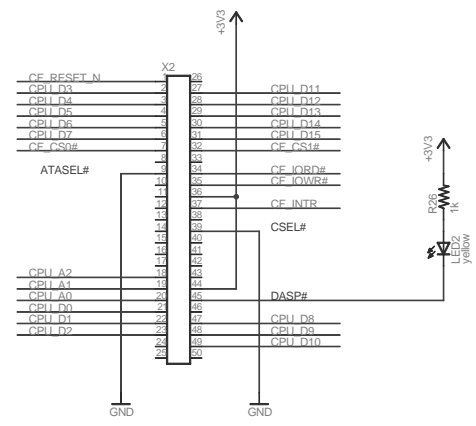 +3V3
X2
CF_RESET_N 1 26
CPU_D3 2 27 CPU_D11
CPU_D4 3 28 CPU_D12
CPU_D5 4 29 CPU_D13
CPU_D6 5 30 CPU_D14
CPU_D7 6 31 CPU_D15
CF_CS0# 7 32 CF_CS1#
8 33
ATASEL# 9 34 CF_IORD#
10 35 CF_IOWR#
11 36
12 37 CF_INTR
13 38
14 39 CSEL#
15 40
16 41
17 42
CPU_A2 18 43
CPU_A1 19 44
CPU_A0 20 45 DASP#
CPU_D0 21 46
CPU_D1 22 47 CPU_D8
CPU_D2 23 48 CPU_D9
24 49 CPU_D10
25 50
GND
GND
+3V3
R26
1k
LED2
yellow